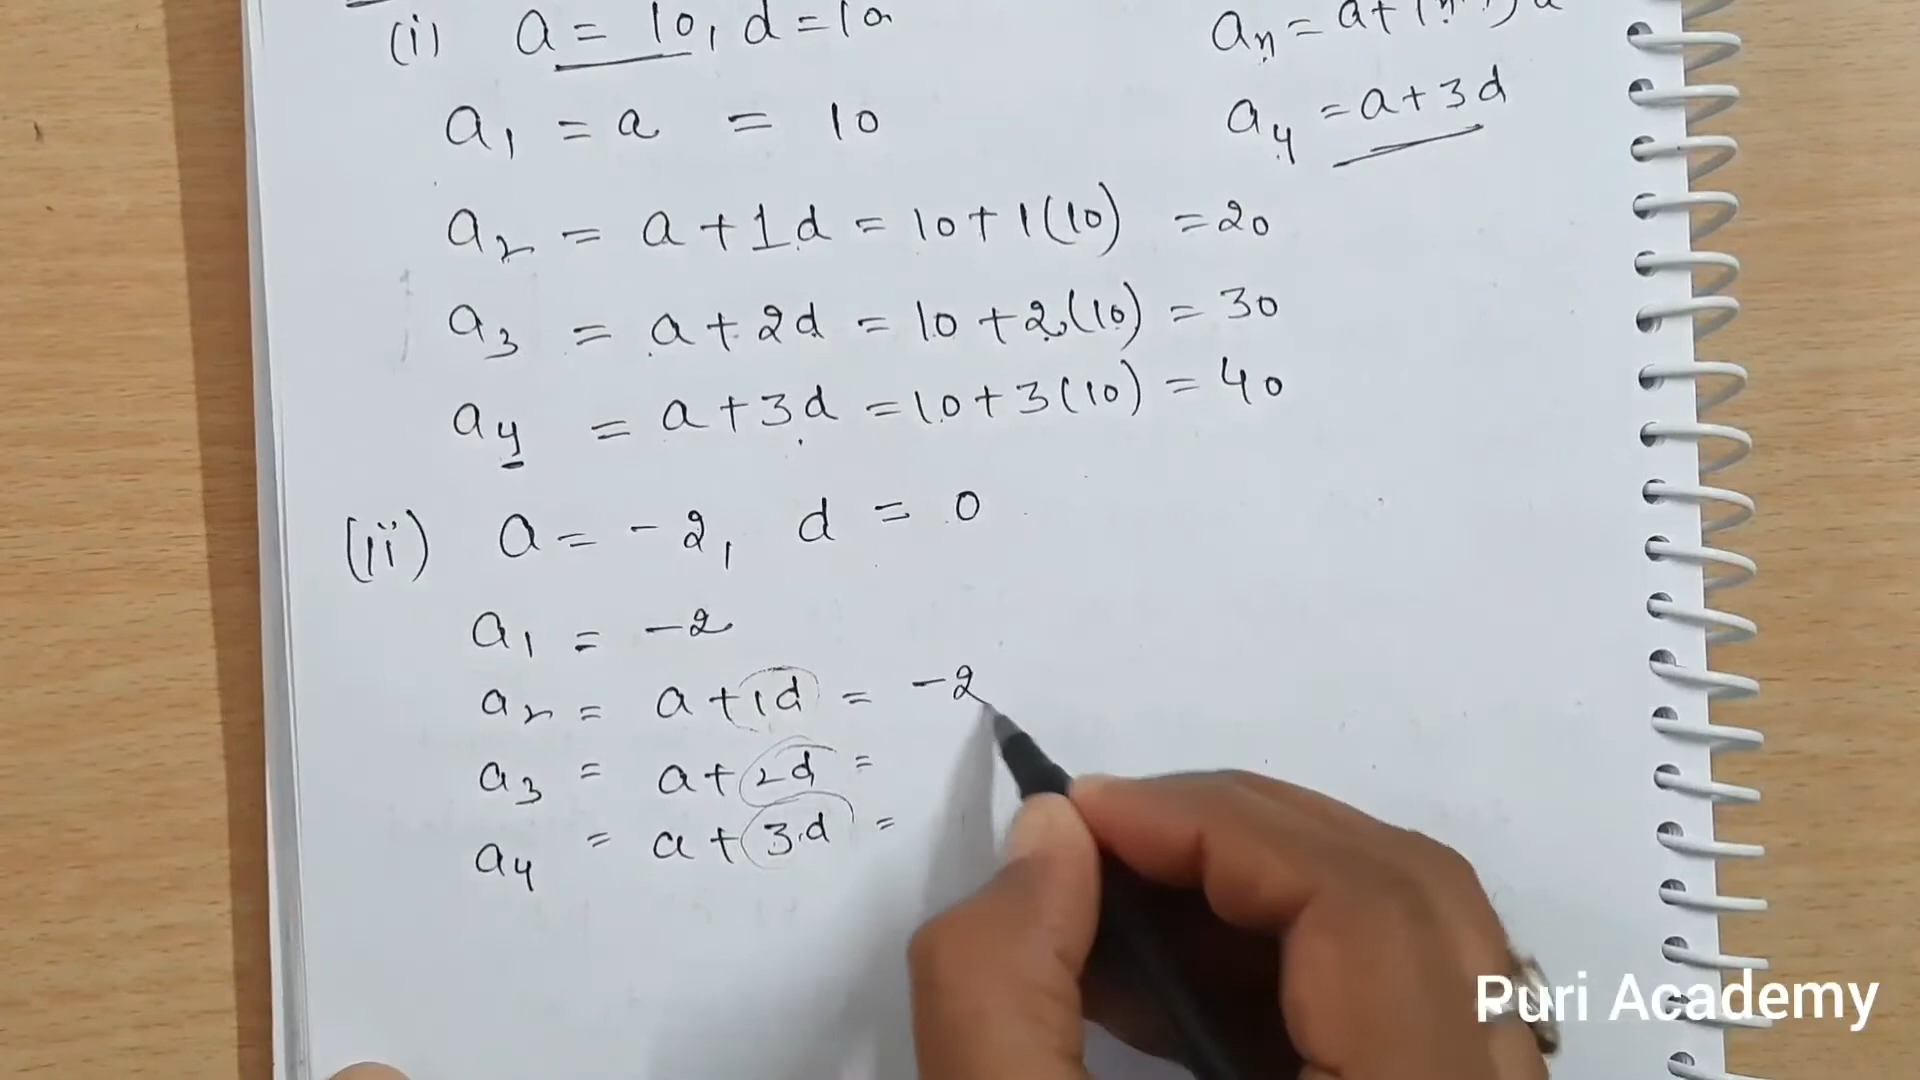 (i) a = 10, d = 10
aₙ = a + (n-1)d
a₁ = a = 10
a₄ = a + 3d
a₂ = a + 1d = 10 + 1(10) = 20
a₃ = a + 2d = 10 + 2(10) = 30
a₄ = a + 3d = 10 + 3(10) = 40
(ii) a = -2, d = 0
a₁ = -2
a₂ = a + 1d = -2
a₃ = a + 2d =
a₄ = a + 3d =
Puri Academy